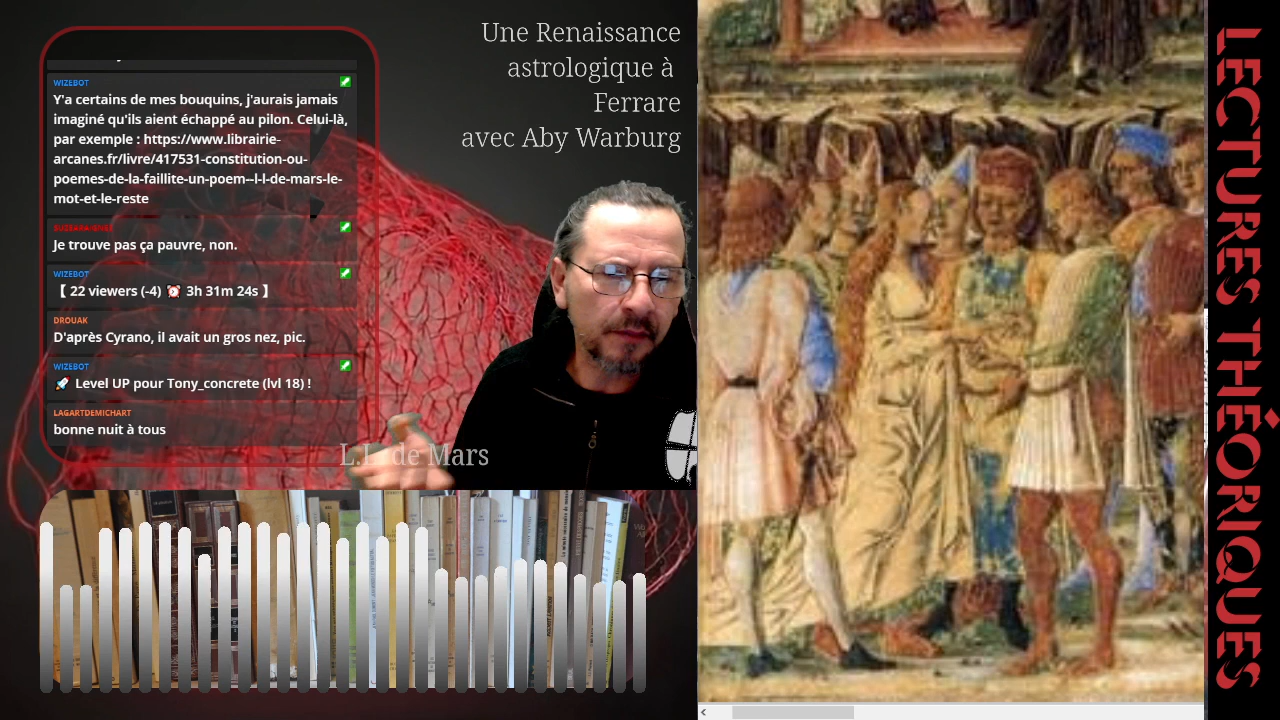 WIZEBOT
Y'a certains de mes bouquins, j'aurais jamais
imaginé qu'ils aient échappé au pilon. Celui-là,
par exemple : https://www.librairie-
arcanes.fr/livre/417531-constitution-ou-
poemes-de-la-faillite-un-poem--l-l-de-mars-le-
mot-et-le-reste
Je trouve pas ça pauvre, non.
WIZEBOT
【 22 viewers (-4) ⏰ 3h 31m 24s 】
DROUAK
D'après Cyrano, il avait un gros nez, pic.
WIZEBOT
🚀 Level UP pour Tony_concrete (lvl 18) !
LAGARTDEMICHART
bonne nuit à tous
Une Renaissance
astrologique à
Ferrare
avec Aby Warburg
L.L. de Mars
LECTURES THÉORIQUES